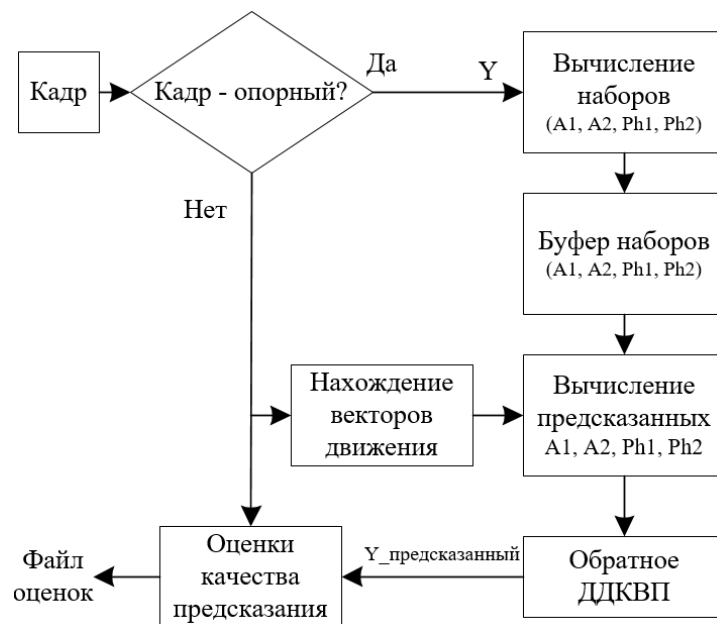 Кадр
Кадр - опорный?
Да
Y
Вычисление
наборов
(A1, A2, Ph1, Ph2)
Нет
Буфер наборов
(A1, A2, Ph1, Ph2)
Нахождение
векторов
движения
Вычисление
предсказанных
A1, A2, Ph1, Ph2
Файл
оценок
Оценки
качества
предсказания
Y_предсказанный
Обратное
ДДКВП